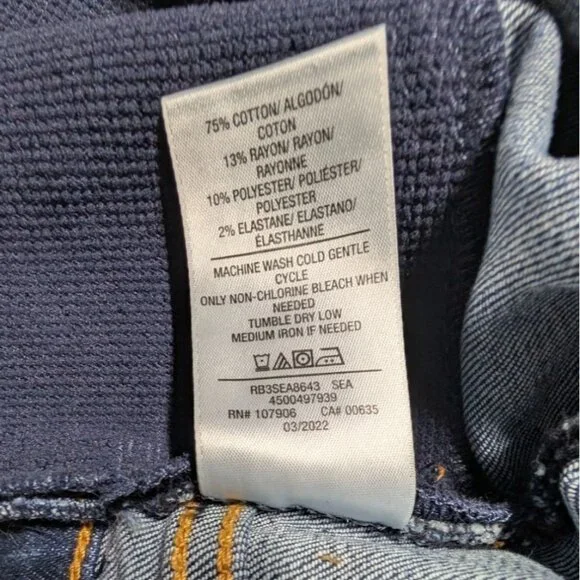 75% COTTON/ ALGODÓN/
COTON
13% RAYON/ RAYON/
RAYONNE
10% POLYESTER/ POLIÉSTER/
POLYESTER
2% ELASTANE/ ELASTANO/
ÉLASTHANNE
MACHINE WASH COLD GENTLE
CYCLE
ONLY NON-CHLORINE BLEACH WHEN
NEEDED
TUMBLE DRY LOW
MEDIUM IRON IF NEEDED
RB3SEA8643 SEA
4500497939
RN# 107906 CA# 00635
03/2022